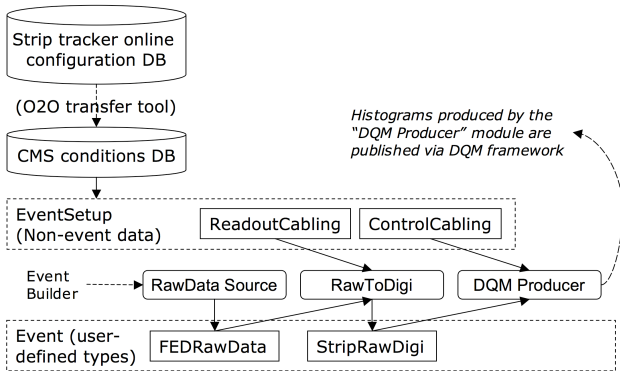 Strip tracker online
configuration DB
(O2O transfer tool)
CMS conditions DB
Histograms produced by the
“DQM Producer” module are
published via DQM framework
EventSetup
(Non-event data)
ReadoutCabling
ControlCabling
Event
Builder
RawData Source
RawToDigi
DQM Producer
Event (user-
defined types)
FEDRawData
StripRawDigi